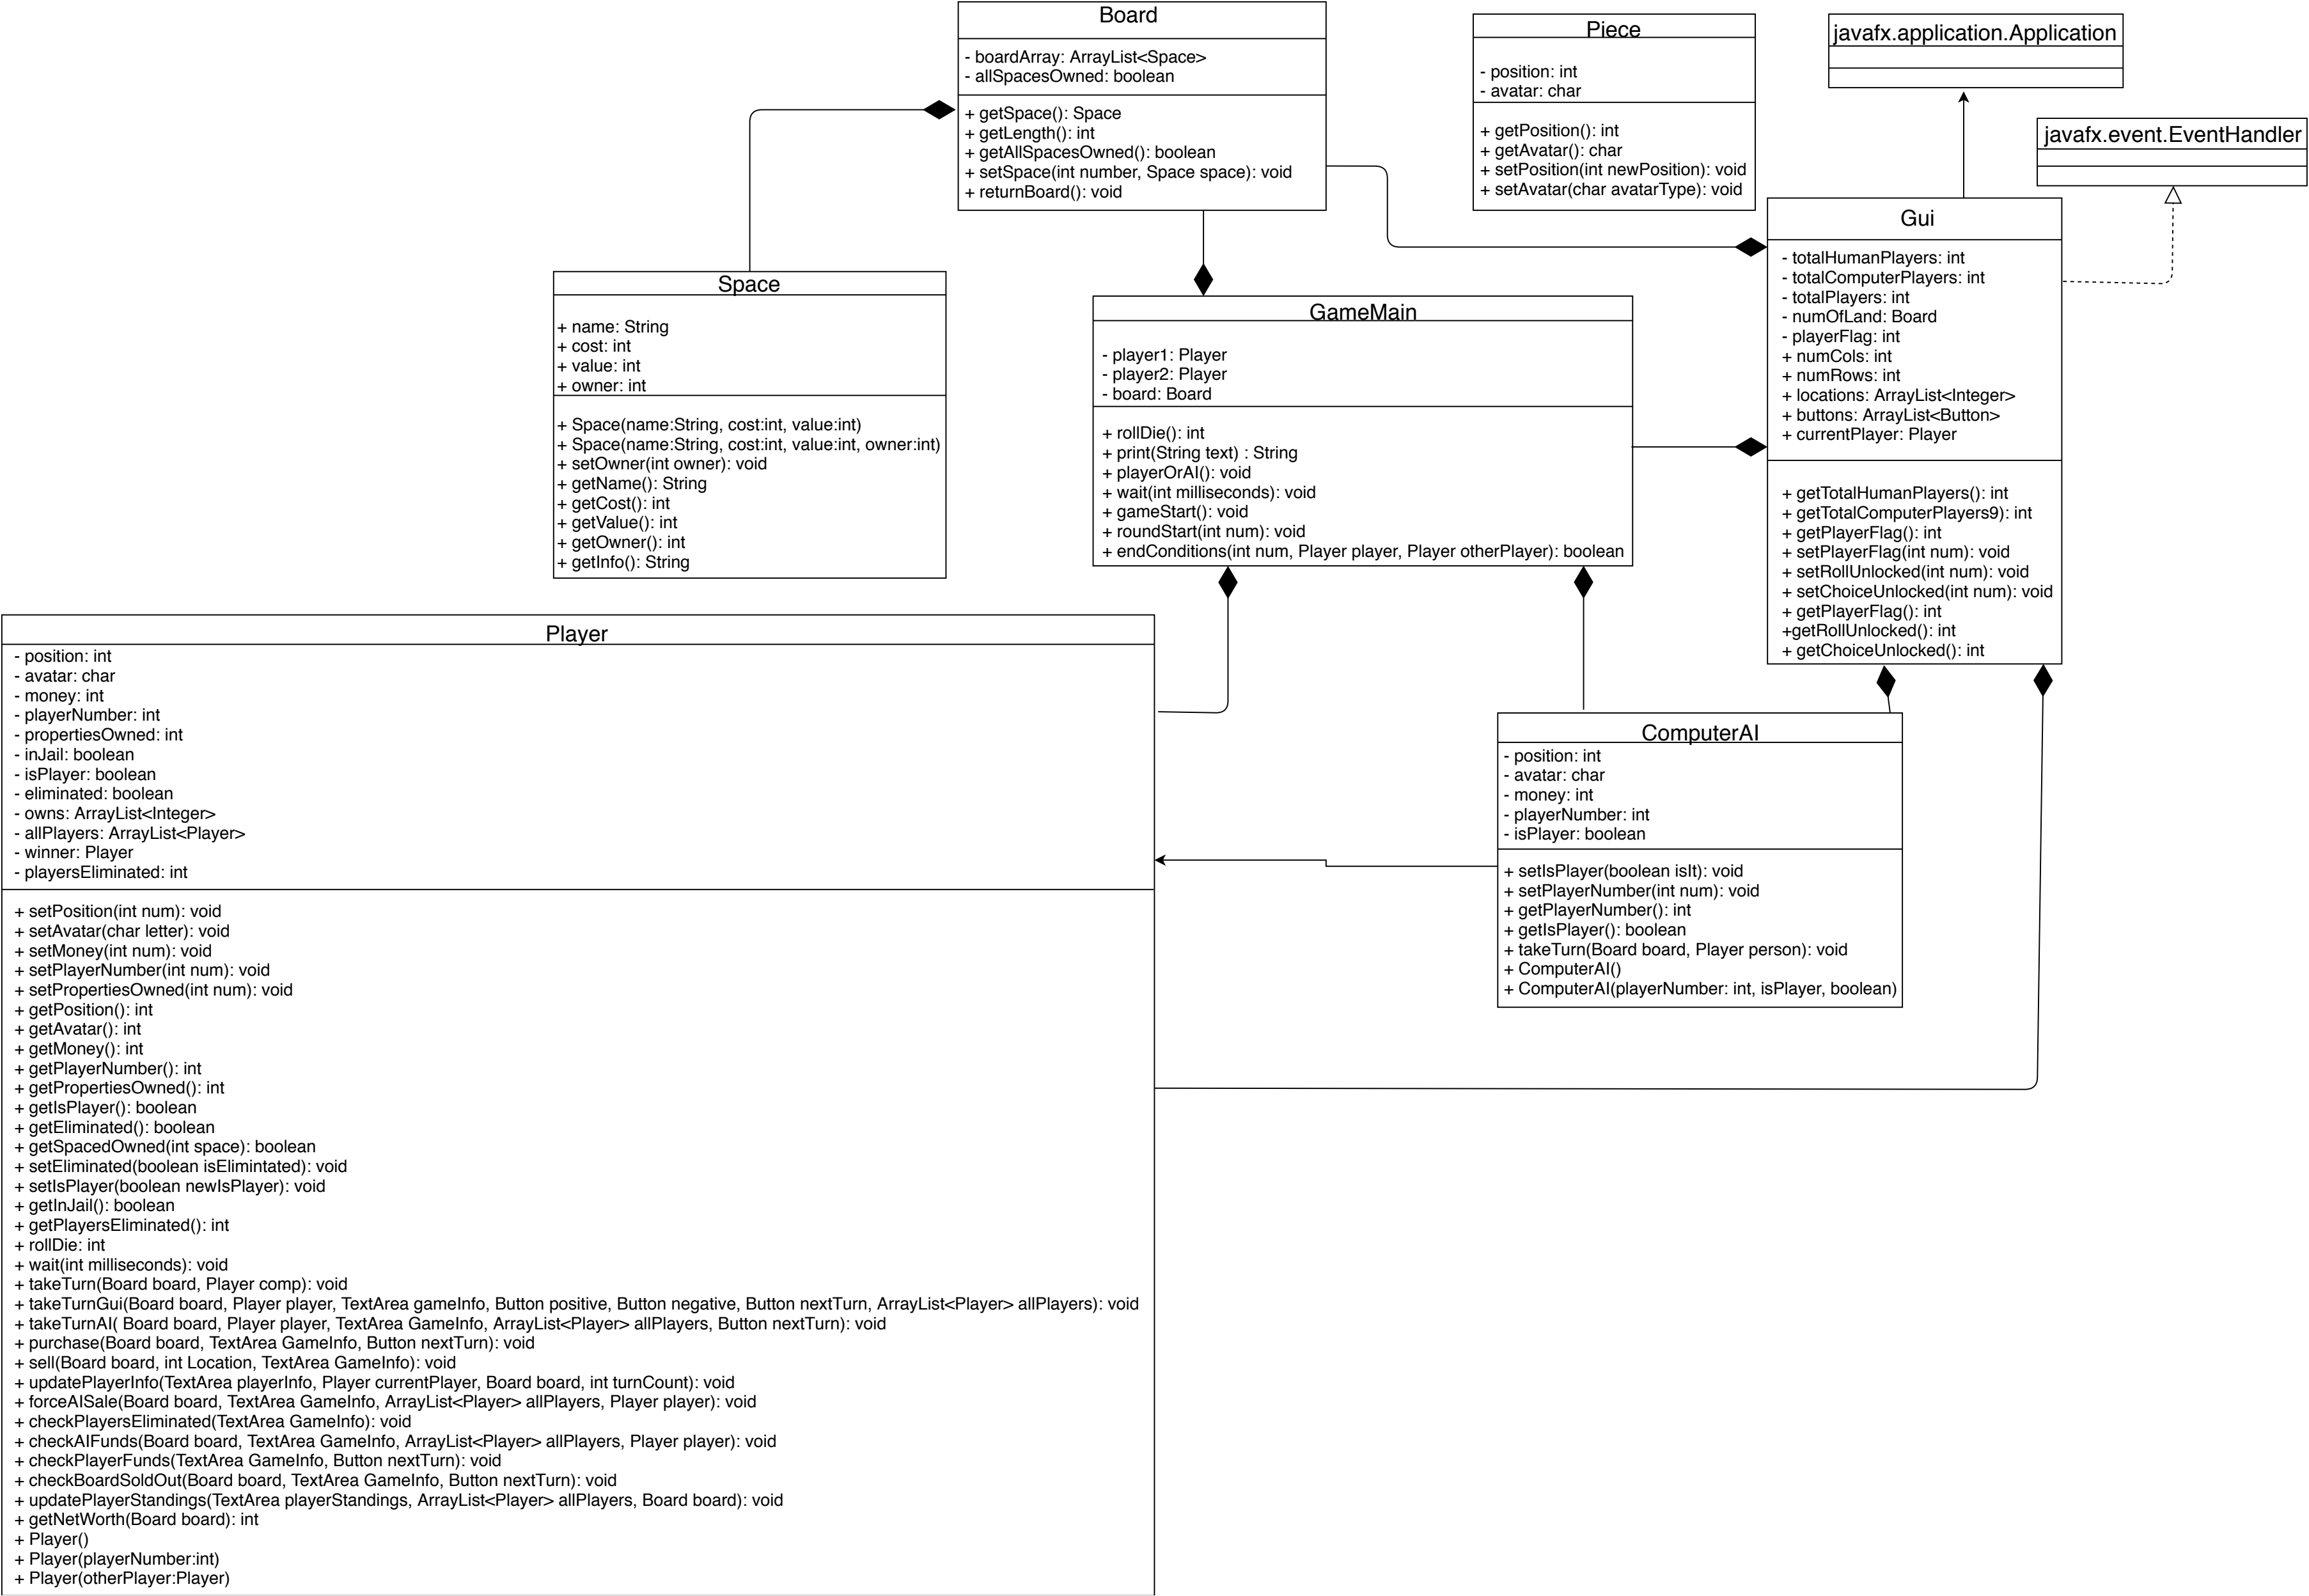 Board
- boardArray: ArrayList<Space>
- allSpacesOwned: boolean
+ getSpace(): Space
+ getLength(): int
+ getAllSpacesOwned(): boolean
+ setSpace(int number, Space space): void
+ returnBoard(): void
Piece
- position: int
- avatar: char
+ getPosition(): int
+ getAvatar(): char
+ setPosition(int newPosition): void
+ setAvatar(char avatarType): void
javafx.application.Application
javafx.event.EventHandler
Gui
- totalHumanPlayers: int
- totalComputerPlayers: int
- totalPlayers: int
- numOfLand: Board
- playerFlag: int
+ numCols: int
+ numRows: int
+ locations: ArrayList<Integer>
+ buttons: ArrayList<Button>
+ currentPlayer: Player
+ getTotalHumanPlayers(): int
+ getTotalComputerPlayers9): int
+ getPlayerFlag(): int
+ setPlayerFlag(int num): void
+ setRollUnlocked(int num): void
+ setChoiceUnlocked(int num): void
+ getPlayerFlag(): int
+getRollUnlocked(): int
+ getChoiceUnlocked(): int
Space
+ name: String
+ cost: int
+ value: int
+ owner: int
+ Space(name:String, cost:int, value:int)
+ Space(name:String, cost:int, value:int, owner:int)
+ setOwner(int owner): void
+ getName(): String
+ getCost(): int
+ getValue(): int
+ getOwner(): int
+ getInfo(): String
GameMain
- player1: Player
- player2: Player
- board: Board
+ rollDie(): int
+ print(String text) : String
+ playerOrAI(): void
+ wait(int milliseconds): void
+ gameStart(): void
+ roundStart(int num): void
+ endConditions(int num, Player player, Player otherPlayer): boolean
Player
- position: int
- avatar: char
- money: int
- playerNumber: int
- propertiesOwned: int
- inJail: boolean
- isPlayer: boolean
- eliminated: boolean
- owns: ArrayList<Integer>
- allPlayers: ArrayList<Player>
- winner: Player
- playersEliminated: int
+ setPosition(int num): void
+ setAvatar(char letter): void
+ setMoney(int num): void
+ setPlayerNumber(int num): void
+ setPropertiesOwned(int num): void
+ getPosition(): int
+ getAvatar(): int
+ getMoney(): int
+ getPlayerNumber(): int
+ getPropertiesOwned(): int
+ getIsPlayer(): boolean
+ getEliminated(): boolean
+ getSpacedOwned(int space): boolean
+ setEliminated(boolean isElimintated): void
+ setIsPlayer(boolean newIsPlayer): void
+ getInJail(): boolean
+ getPlayersEliminated(): int
+ rollDie: int
+ wait(int milliseconds): void
+ takeTurn(Board board, Player comp): void
+ takeTurnGui(Board board, Player player, TextArea gameInfo, Button positive, Button negative, Button nextTurn, ArrayList<Player> allPlayers): void
+ takeTurnAI( Board board, Player player, TextArea GameInfo, ArrayList<Player> allPlayers, Button nextTurn): void
+ purchase(Board board, TextArea GameInfo, Button nextTurn): void
+ sell(Board board, int Location, TextArea GameInfo): void
+ updatePlayerInfo(TextArea playerInfo, Player currentPlayer, Board board, int turnCount): void
+ forceAISale(Board board, TextArea GameInfo, ArrayList<Player> allPlayers, Player player): void
+ checkPlayersEliminated(TextArea GameInfo): void
+ checkAIFunds(Board board, TextArea GameInfo, ArrayList<Player> allPlayers, Player player): void
+ checkPlayerFunds(TextArea GameInfo, Button nextTurn): void
+ checkBoardSoldOut(Board board, TextArea GameInfo, Button nextTurn): void
+ updatePlayerStandings(TextArea playerStandings, ArrayList<Player> allPlayers, Board board): void
+ getNetWorth(Board board): int
+ Player()
+ Player(playerNumber:int)
+ Player(otherPlayer:Player)
ComputerAI
- position: int
- avatar: char
- money: int
- playerNumber: int
- isPlayer: boolean
+ setIsPlayer(boolean isIt): void
+ setPlayerNumber(int num): void
+ getPlayerNumber(): int
+ getIsPlayer(): boolean
+ takeTurn(Board board, Player person): void
+ ComputerAI()
+ ComputerAI(playerNumber: int, isPlayer, boolean)